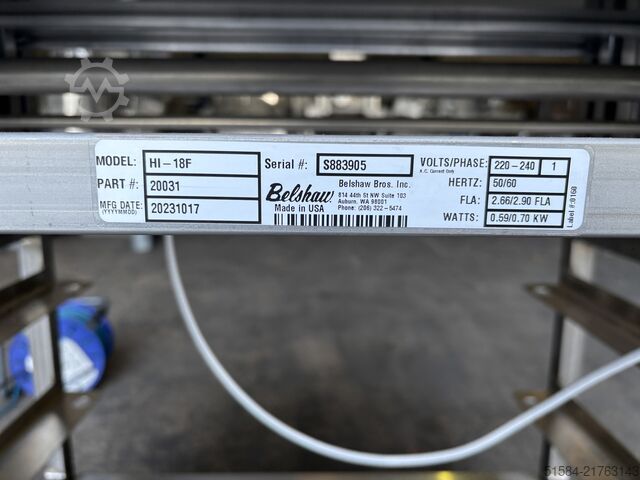 MODEL: HI-18F
Serial #: S883905
VOLTS/PHASE: 220-240 1
A.C. Current Only
PART #: 20031
HERTZ: 50/60
Belshaw
Made in USA
Belshaw Bros. Inc.
814 44th St NW Suite 103
Auburn, WA 98001
Phone: (206) 322-5474
MFG DATE: 20231017
(YYYYMMDD)
FLA: 2.66/2.90 FLA
WATTS: 0.59/0.70 KW
Label #:8168
51584-21763143